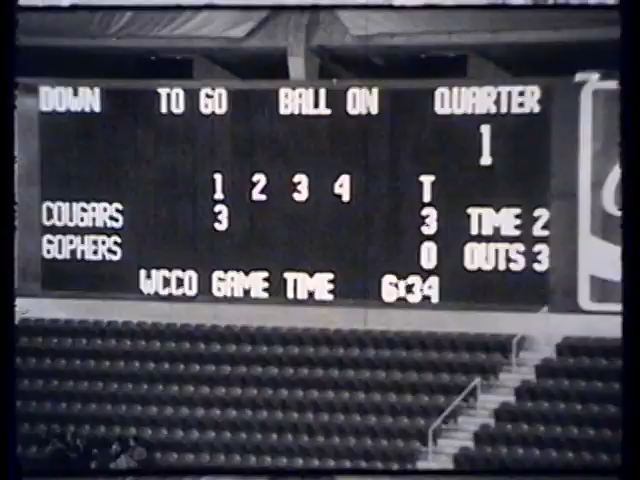 DOWN TO GO BALL ON QUARTER
1
1 2 3 4 T
COUGARS 3 3 TIME 2
GOPHERS 0 OUTS 3
WCCO GAME TIME 6:34